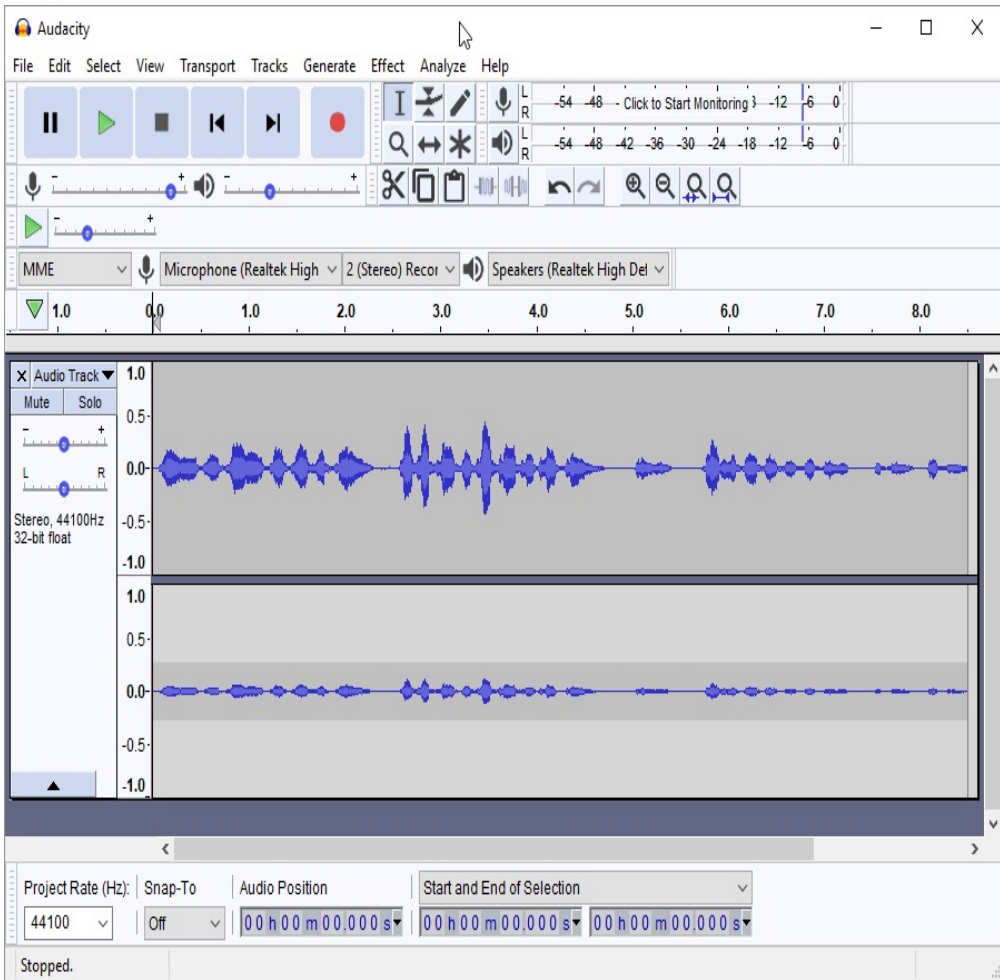 Audacity
File Edit Select View Transport Tracks Generate Effect Analyze Help
L
R
-54 -48 - Click to Start Monitoring -12 -6 0
L
R
-54 -48 -42 -36 -30 -24 -18 -12 -6 0
- + - +
- +
MME Microphone (Realtek High 2 (Stereo) Recor Speakers (Realtek High Def
1.0 0.0 1.0 2.0 3.0 4.0 5.0 6.0 7.0 8.0
X Audio Track
Mute Solo
- +
L R
Stereo, 44100Hz
32-bit float
1.0
0.5
0.0
-0.5
-1.0
1.0
0.5
0.0
-0.5
-1.0
Project Rate (Hz): Snap-To Audio Position Start and End of Selection
44100 Off 00 h 00 m 00.000 s 00 h 00 m 00.000 s 00 h 00 m 00.000 s
Stopped.